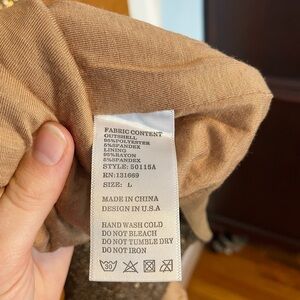 FABRIC CONTENT
OUTSHELL
95%POLYESTER
5%SPANDEX
LINING
95%RAYON
5%SPANDEX
STYLE: 50115A
RN:131669
SIZE: L
MADE IN CHINA
DESIGN IN U.S.A
HAND WASH COLD
DO NOT BLEACH
DO NOT TUMBLE DRY
DO NOT IRON
30